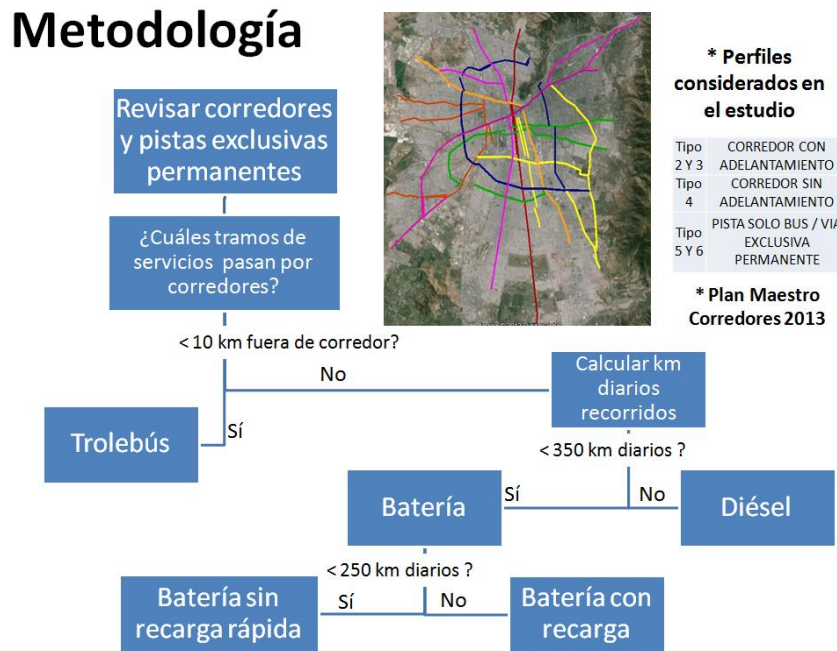 Metodología
Revisar corredores
y pistas exclusivas
permanentes
¿Cuáles tramos de
servicios pasan por
corredores?
* Perfiles
considerados en
el estudio
Tipo
2 Y 3
CORREDOR CON
ADELANTAMIENTO
Tipo
4
CORREDOR SIN
ADELANTAMIENTO
Tipo
5 Y 6
PISTA SOLO BUS / VIA
EXCLUSIVA
PERMANENTE
* Plan Maestro
Corredores 2013
< 10 km fuera de corredor?
No
Calcular km
diarios
recorridos
Trolebús
Sí
< 350 km diarios ?
Batería
Sí
No
Diésel
< 250 km diarios ?
Batería sin
recarga rápida
Sí
No
Batería con
recarga